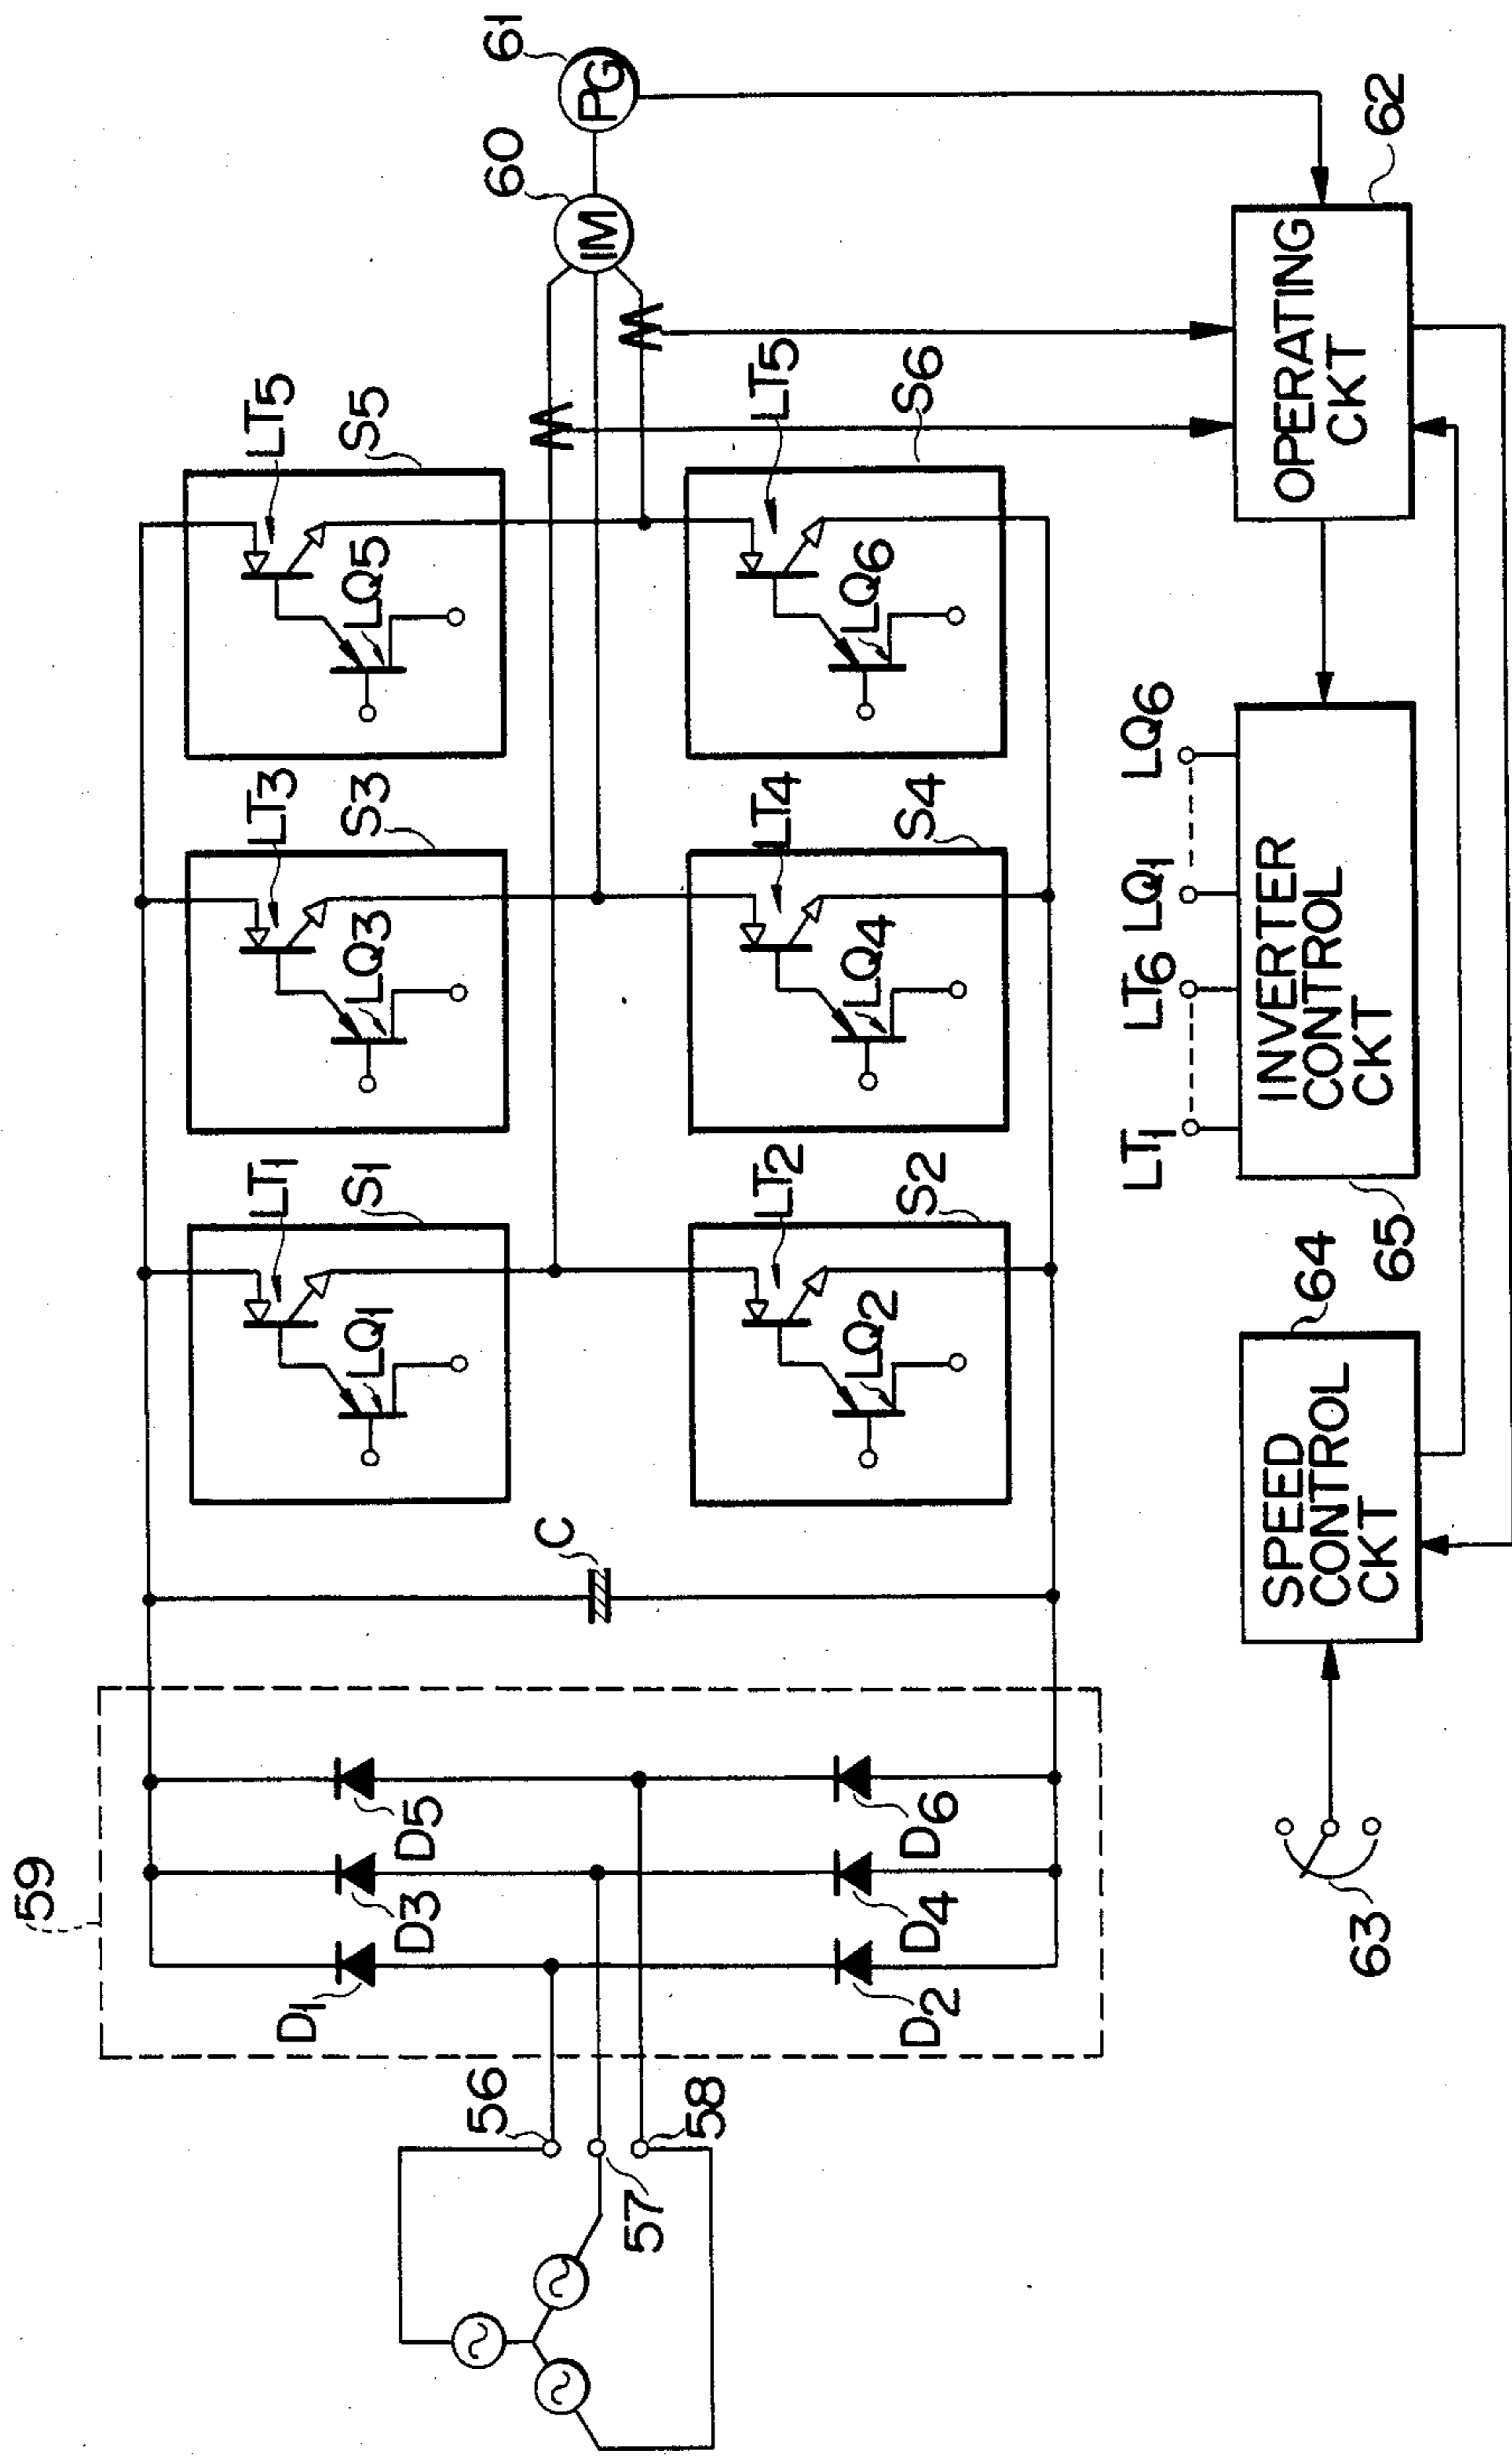 59
D1
D3
D5
D2
D4
D6
56
57
58
C
LT1
S1
LQ1
LT3
S3
LQ3
LT5
S5
LQ5
LT2
S2
LQ2
LT4
S4
LQ4
LT5
S6
LQ6
60
IM
61
PG
63
64
SPEED
CONTROL
CKT
LT1
LT6
LQ1
LQ6
65
INVERTER
CONTROL
CKT
OPERATING
CKT
62